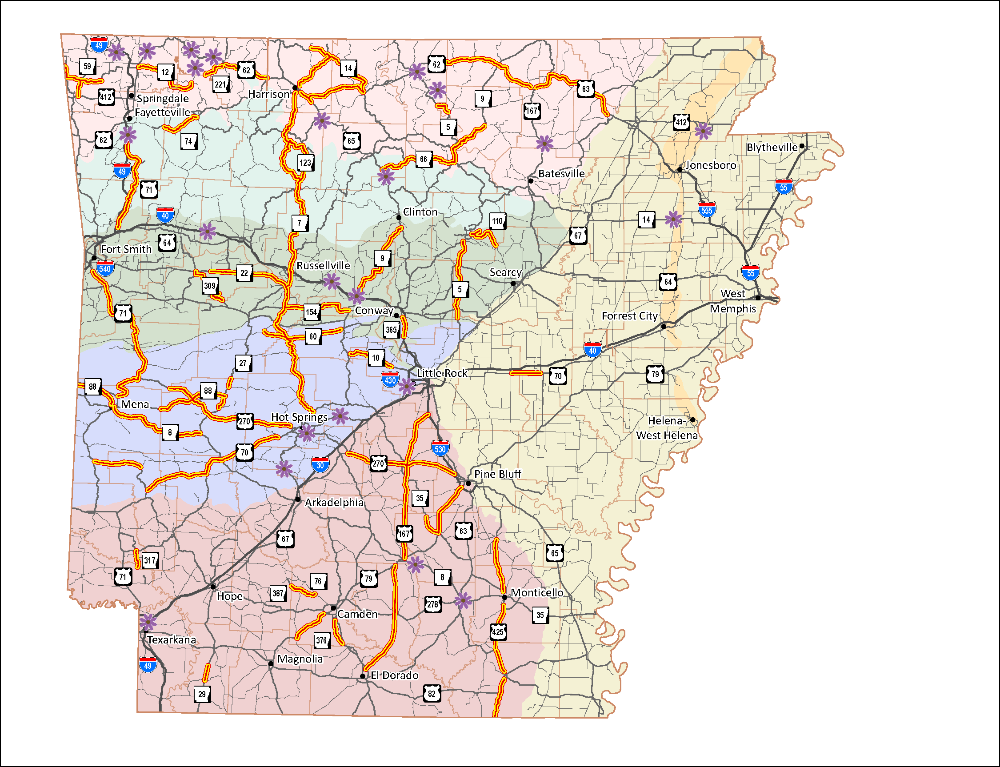 49
59
12
62
14
62
221
63
412
Springdale
Harrison
9
Fayetteville
167
5
412
62
74
65
Blytheville
66
123
Jonesboro
49
Batesville
71
55
Clinton
40
555
7
110
14
67
64
Fort Smith
9
Russellville
540
22
Searcy
55
64
309
5
West
Memphis
71
154
Conway
Forrest City
365
60
40
27
10
Little Rock
430
70
79
88
88
Mena
Hot Springs
270
Helena-
West Helena
8
530
70
30
270
Pine Bluff
35
Arkadelphia
63
167
67
65
317
71
79
8
76
387
Hope
Monticello
278
Camden
35
425
Texarkana
376
Magnolia
49
El Dorado
29
82